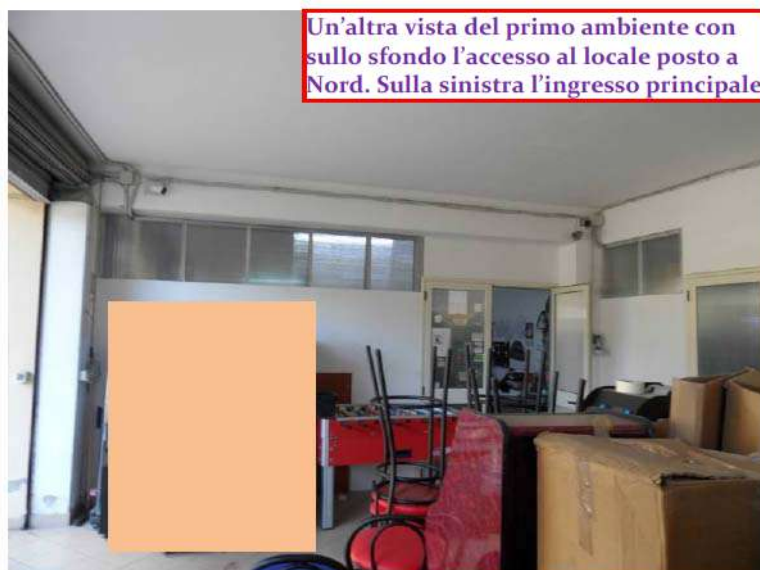 Un’altra vista del primo ambiente con
sullo sfondo l’accesso al locale posto a
Nord. Sulla sinistra l’ingresso principale